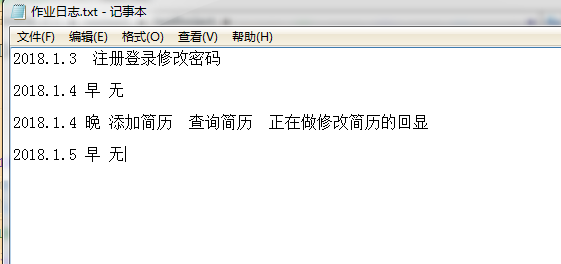 作业日志.txt - 记事本
文件(F) 编辑(E) 格式(O) 查看(V) 帮助(H)
2018.1.3  注册登录修改密码
2018.1.4 早 无
2018.1.4 晚 添加简历  查询简历  正在做修改简历的回显
2018.1.5 早 无